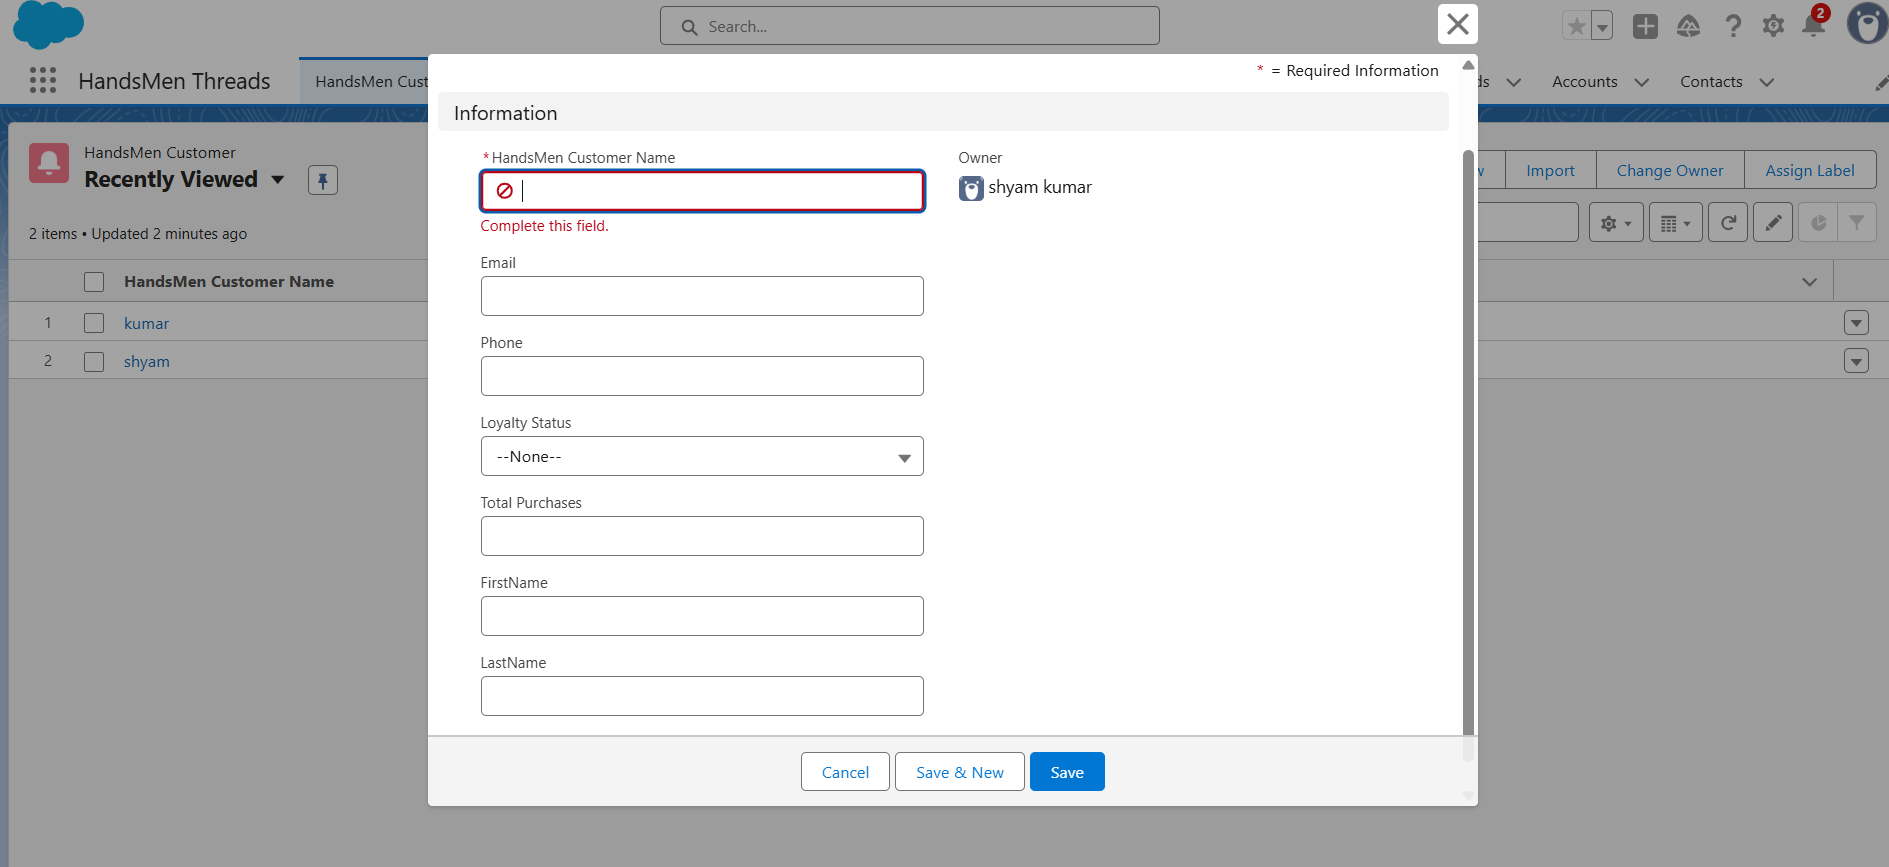 Search...
2
HandsMen Threads
HandsMen Cust
ds
Accounts
Contacts
* = Required Information
Information
HandsMen Customer
Recently Viewed
2 items • Updated 2 minutes ago
w
Import
Change Owner
Assign Label
HandsMen Customer Name
1
kumar
2
shyam
*HandsMen Customer Name
Owner
shyam kumar
Complete this field.
Email
Phone
Loyalty Status
--None--
Total Purchases
FirstName
LastName
Cancel
Save & New
Save